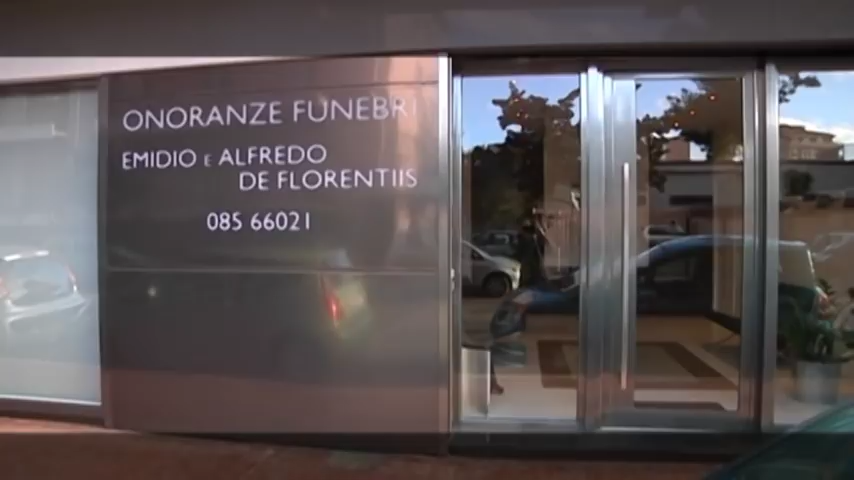 ONORANZE FUNEBRI
EMIDIO E ALFREDO
DE FLORENTIIS
085 66021